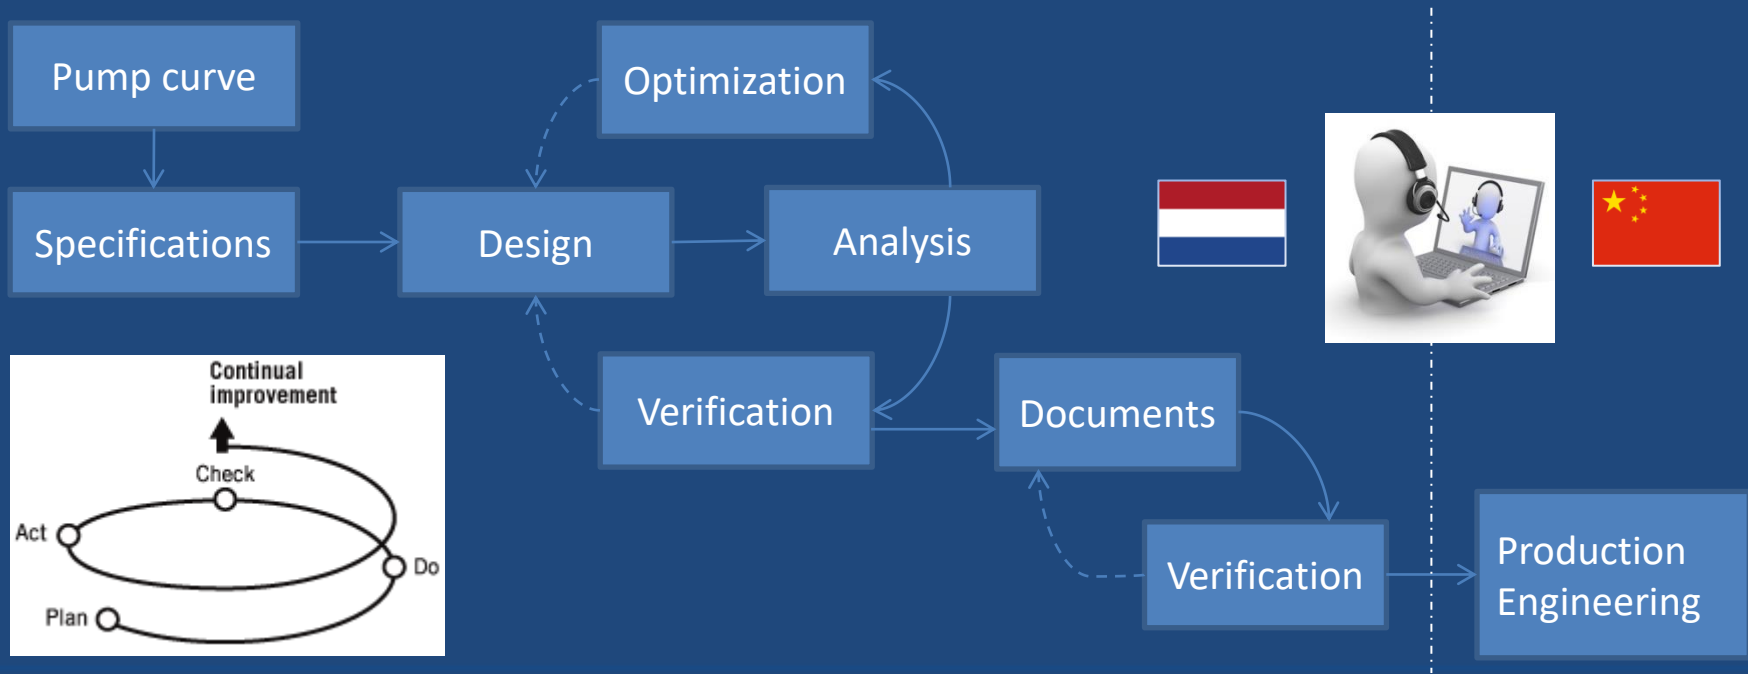 Pump curve
Optimization
Specifications
Design
Analysis
Verification
Documents
Verification
Production
Engineering
Continual
improvement
Check
Act
Do
Plan